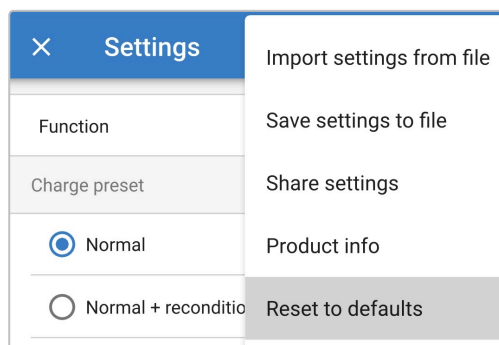 Settings
Function
Charge preset
Normal
Normal + reconditio
Import settings from file
Save settings to file
Share settings
Product info
Reset to defaults